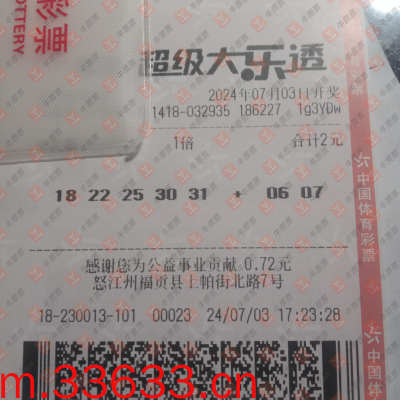 彩票
LOTTERY
超级大乐透
2024年07月03日开奖
1418-032935 186227 1g3YDw
1倍 合计2元
18 22 25 30 31 + 06 07
感谢您为公益事业贡献 0.72元
怒江州福贡县上帕街北路7号
18-230013-101 00023 24/07/03 17:23:28
中国体育彩票
中国体育彩票
m.33633.cn